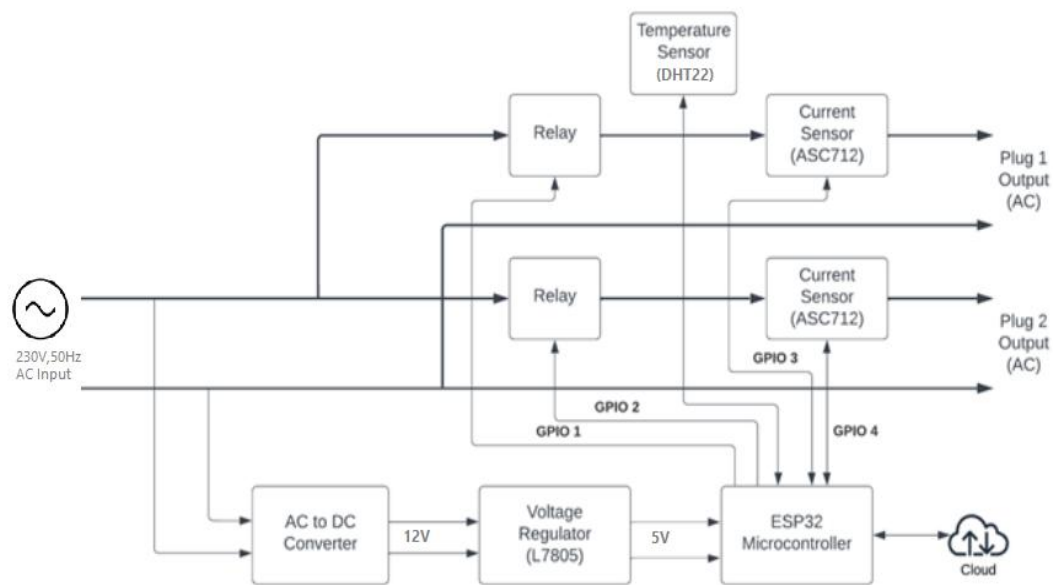 Temperature
Sensor
(DHT22)
Relay
Current
Sensor
(ASC712)
Plug 1
Output
(AC)
Relay
Current
Sensor
(ASC712)
Plug 2
Output
(AC)
230V,50Hz
AC Input
GPIO 3
GPIO 2
GPIO 1
GPIO 4
AC to DC
Converter
12V
Voltage
Regulator
(L7805)
5V
ESP32
Microcontroller
Cloud